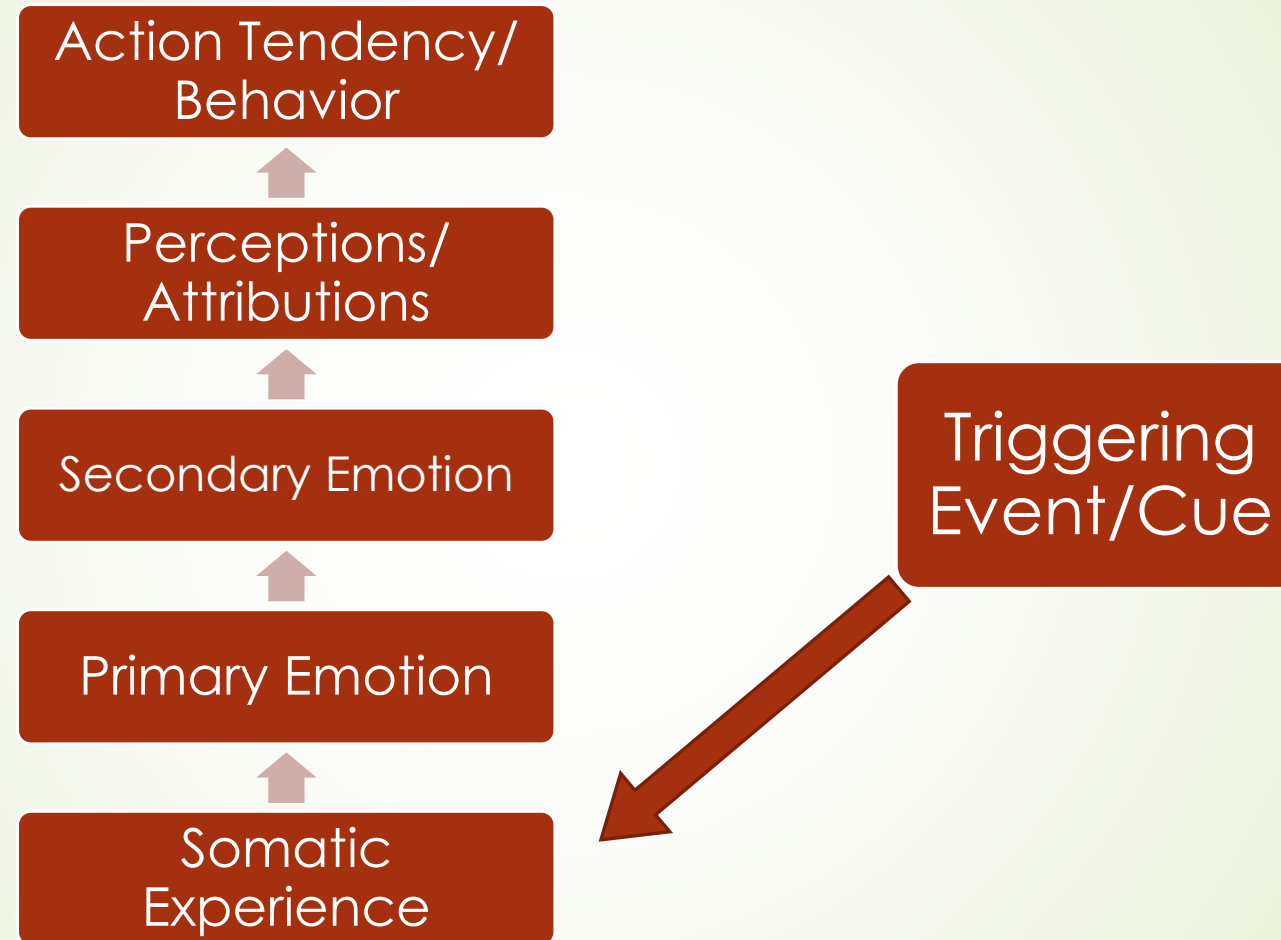 Action Tendency/
Behavior
Perceptions/
Attributions
Secondary Emotion
Primary Emotion
Somatic
Experience
Triggering
Event/Cue